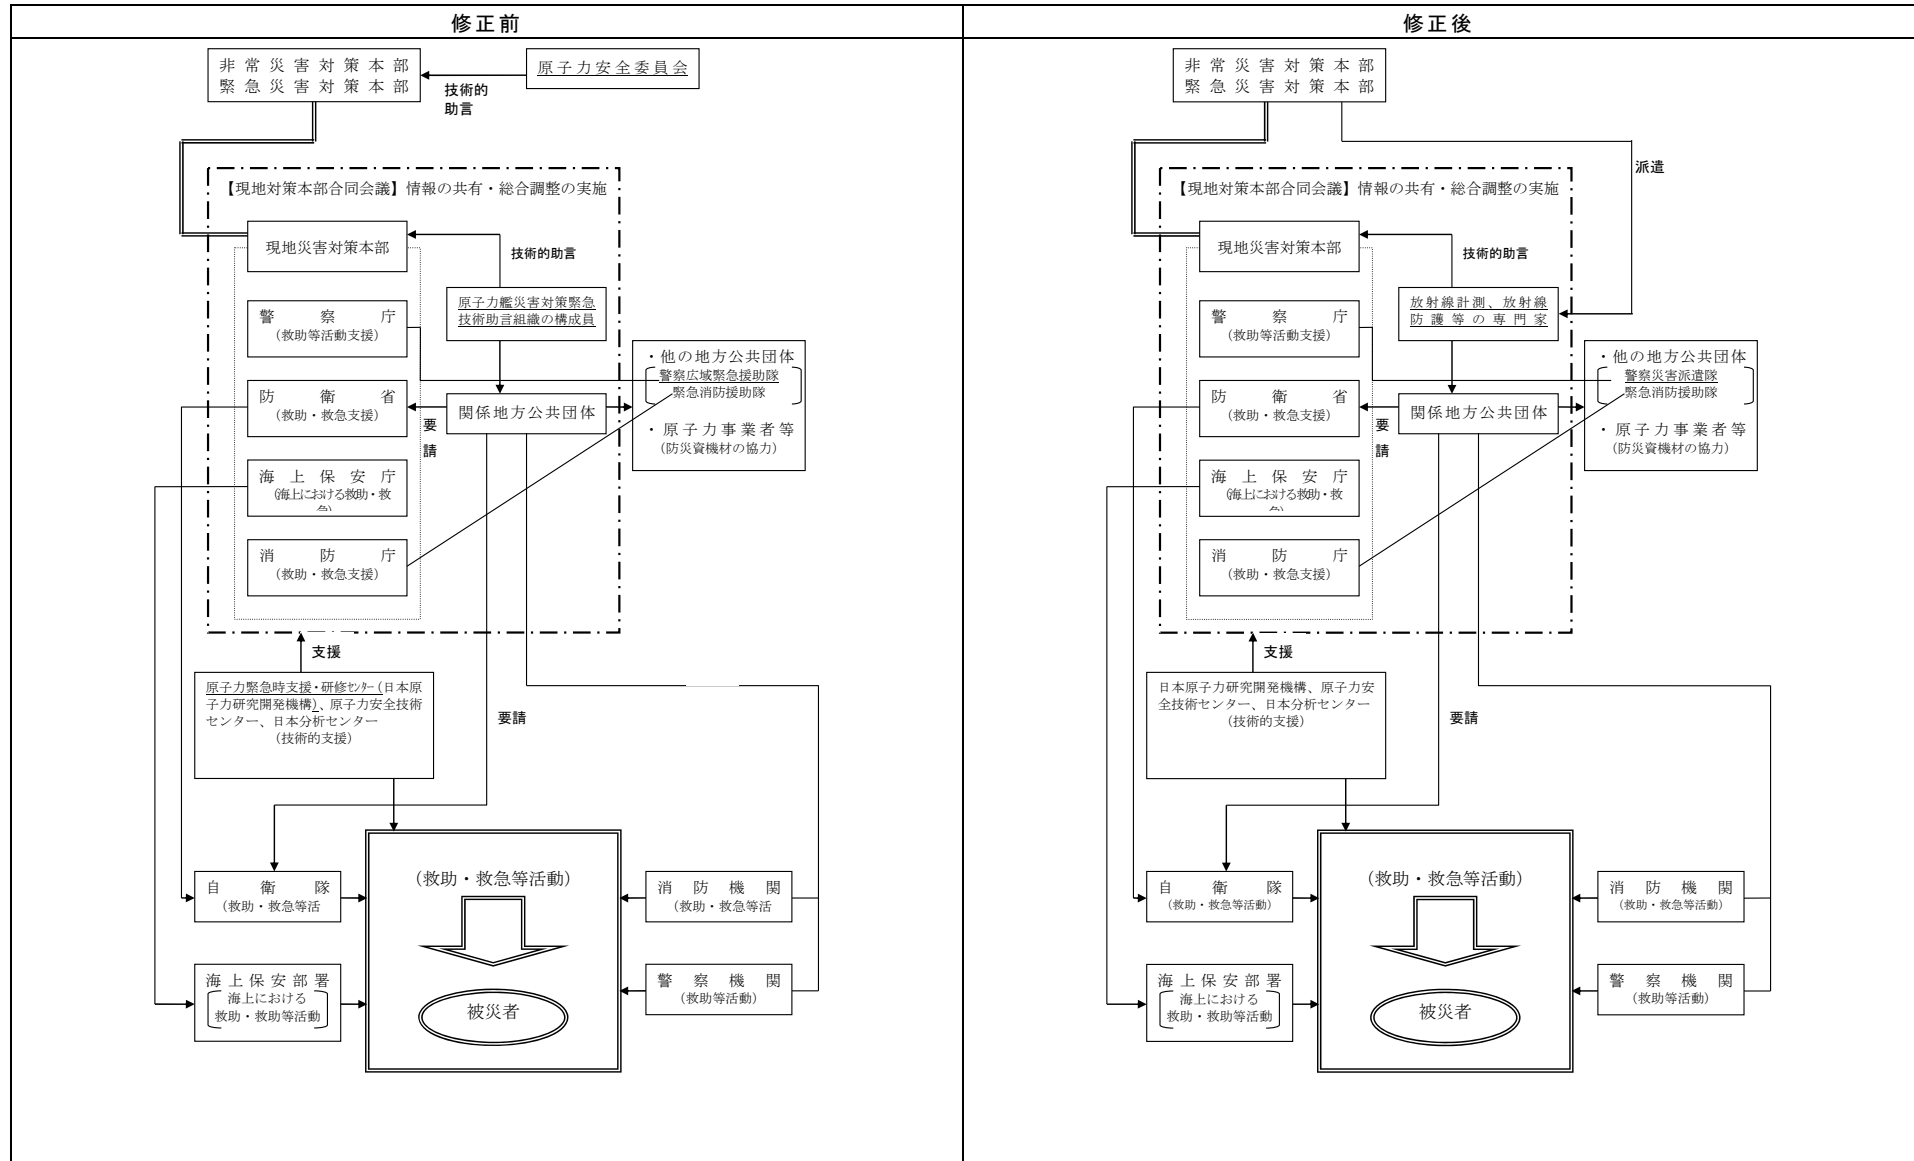 修正前
非常災害対策本部
緊急災害対策本部
原子力安全委員会
技術的
助言
【現地対策本部合同会議】情報の共有・総合調整の実施
現地災害対策本部
技術的助言
警察庁
(救助等活動支援)
原子力艦災害対策緊急
技術助言組織の構成員
・他の地方公共団体
警察広域緊急援助隊
緊急消防援助隊
・原子力事業者等
(防災資機材の協力)
防衛省
(救助・救急支援)
関係地方公共団体
要
請
海上保安庁
(海上における救助・救
急)
消防庁
(救助・救急支援)
支援
原子力緊急時支援・研修センター(日本原
子力研究開発機構)、原子力安全技術
センター、日本分析センター
(技術的支援)
要請
(救助・救急等活動)
自衛隊
(救助・救急等活
消防機関
(救助・救急等活
海上保安部署
海上における
救助・救助等活動
警察機関
(救助等活動)
被災者
修正後
非常災害対策本部
緊急災害対策本部
派遣
【現地対策本部合同会議】情報の共有・総合調整の実施
現地災害対策本部
技術的助言
警察庁
(救助等活動支援)
放射線計測、放射線
防護等の専門家
・他の地方公共団体
警察災害派遣隊
緊急消防援助隊
・原子力事業者等
(防災資機材の協力)
防衛省
(救助・救急支援)
関係地方公共団体
要
請
海上保安庁
(海上における救助・救
急)
消防庁
(救助・救急支援)
支援
日本原子力研究開発機構、原子力安
全技術センター、日本分析センター
(技術的支援)
要請
(救助・救急等活動)
自衛隊
(救助・救急等活動)
消防機関
(救助・救急等活動)
海上保安部署
海上における
救助・救助等活動
警察機関
(救助等活動)
被災者